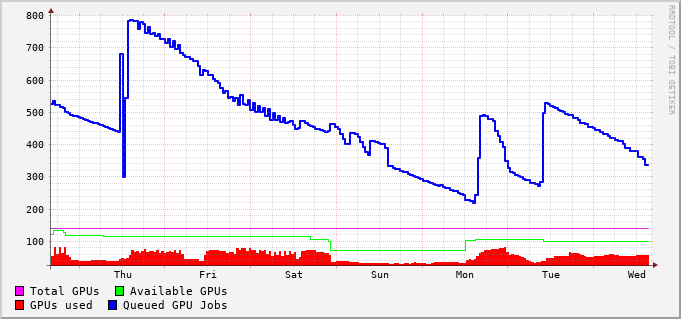 800
700
600
500
400
300
200
100
Thu Fri Sat Sun Mon Tue Wed
Total GPUs Available GPUs
GPUs used Queued GPU Jobs
RRDTOOL / TOBI OETIKER